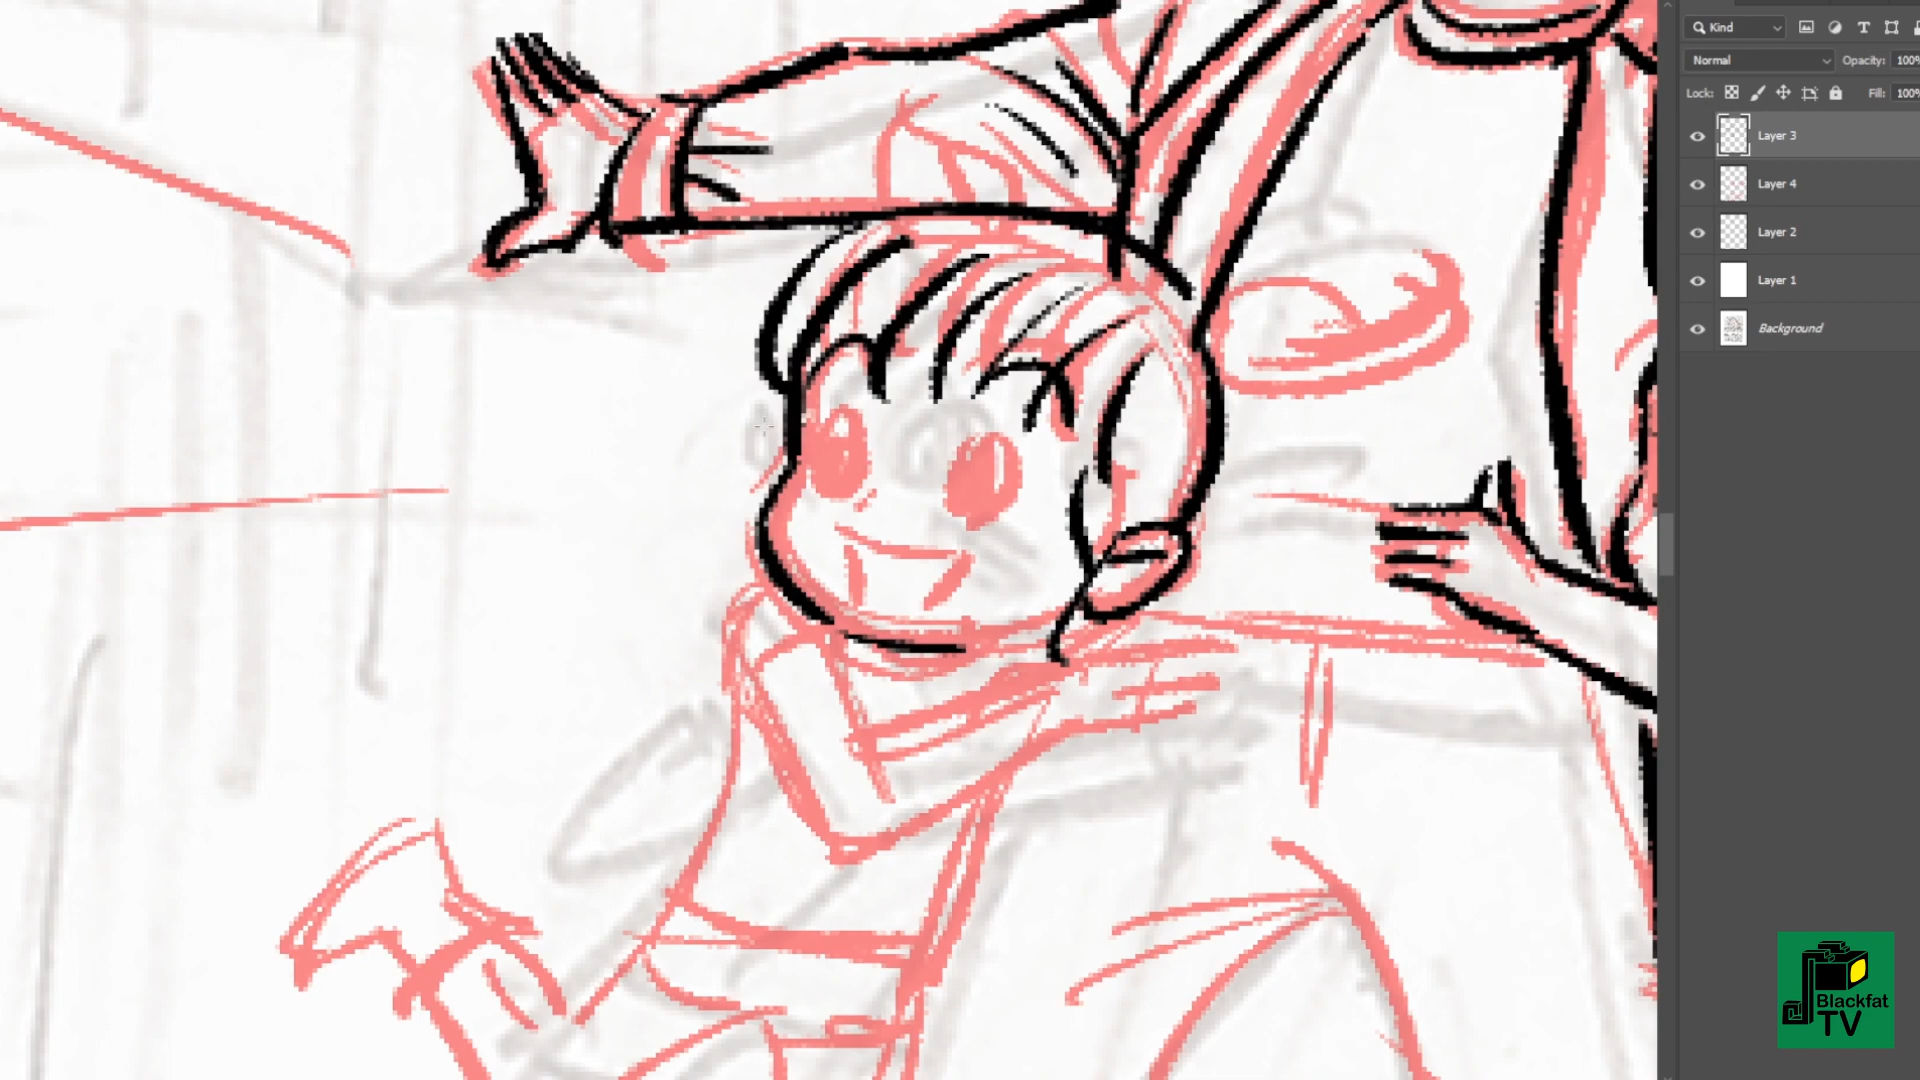 Kind
Normal
Opacity: 100%
Lock:
Fill: 100%
Layer 3
Layer 4
Layer 2
Layer 1
Background
Blackfat
TV